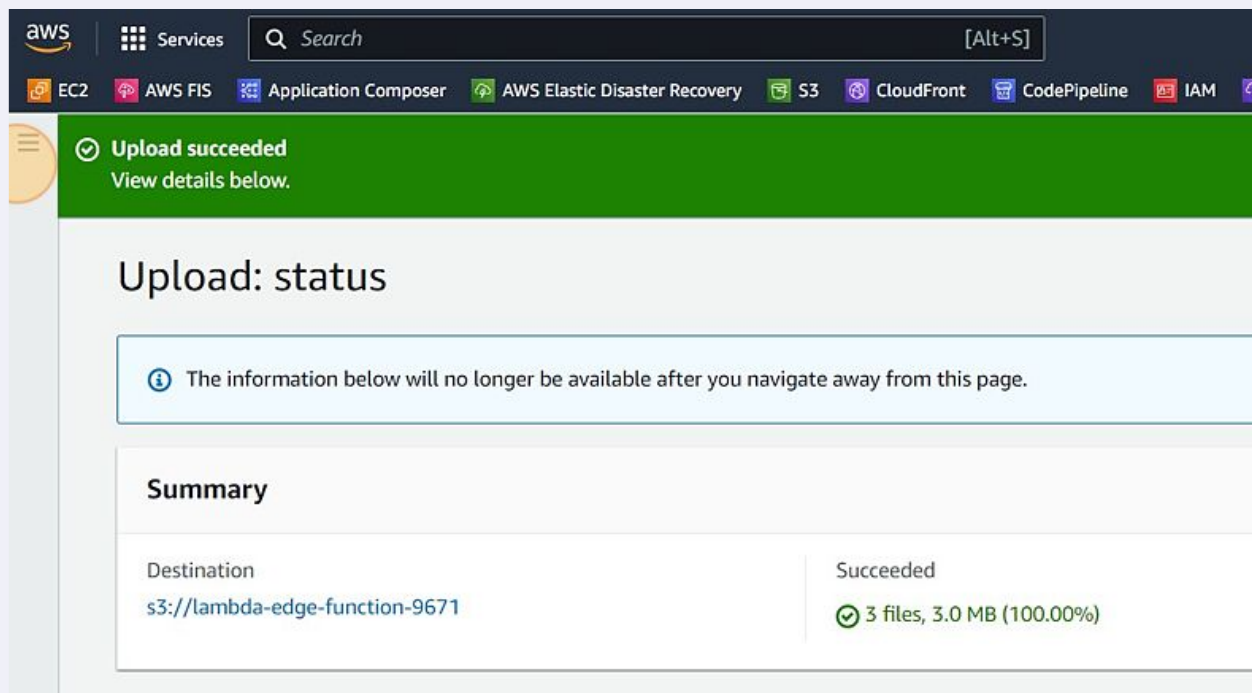 aws Services Search [Alt+S]
EC2 AWS FIS Application Composer AWS Elastic Disaster Recovery S3 CloudFront CodePipeline IAM
Upload succeeded
View details below.
Upload: status
The information below will no longer be available after you navigate away from this page.
Summary
Destination Succeeded
s3://lambda-edge-function-9671 3 files, 3.0 MB (100.00%)